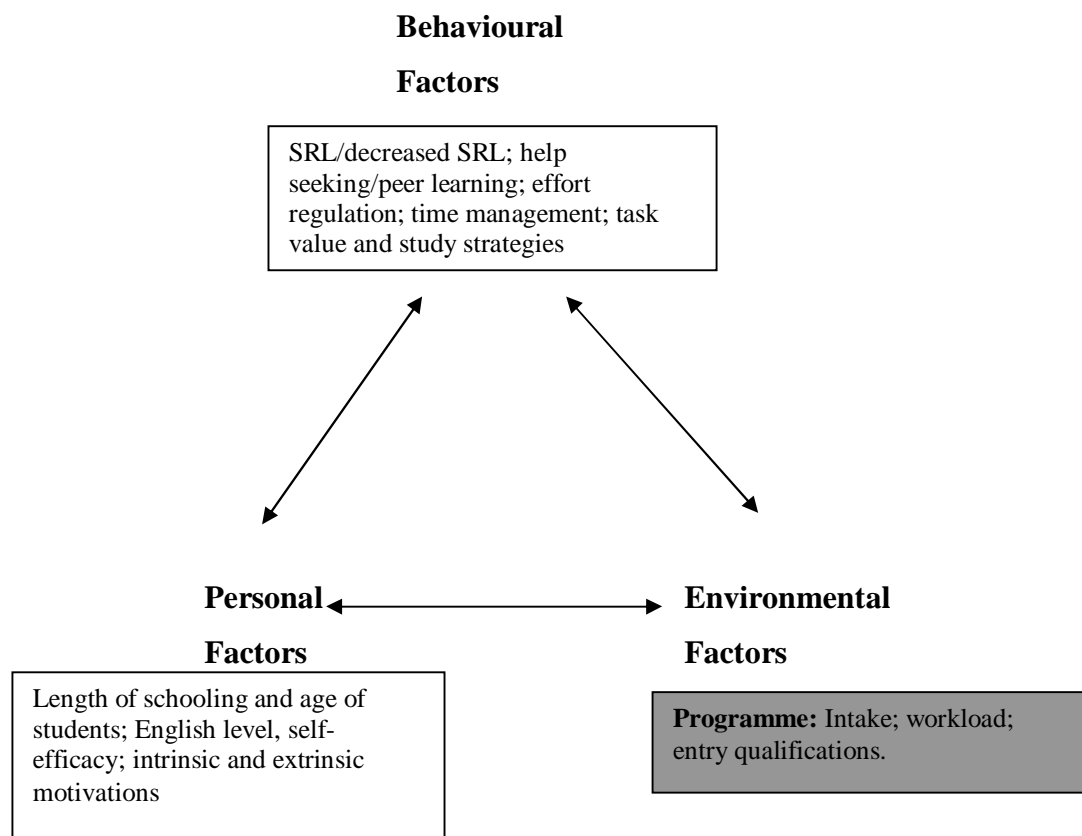 Behavioural
Factors
SRL/decreased SRL; help
seeking/peer learning; effort
regulation; time management; task
value and study strategies
Personal
Factors
Length of schooling and age of
students; English level, self-
efficacy; intrinsic and extrinsic
motivations
Environmental
Factors
Programme: Intake; workload;
entry qualifications.